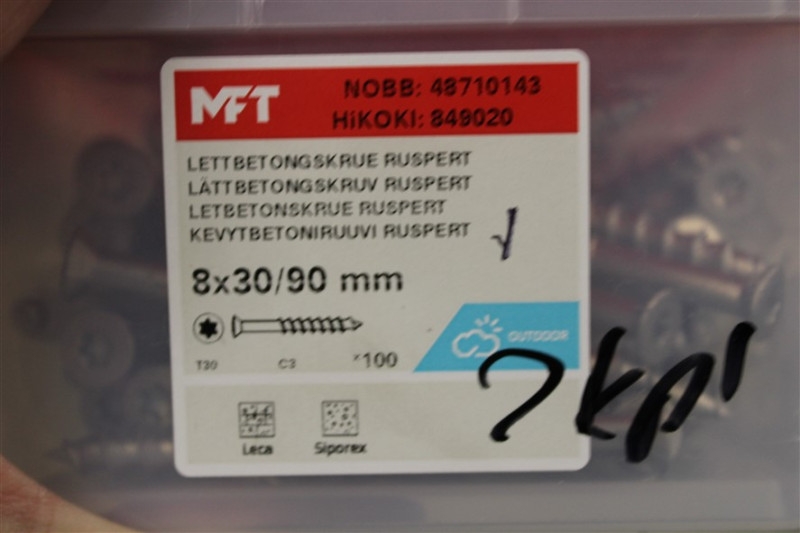 MFT
NOBB: 48710143
HiKOKI: 849020
LETTBETONGSKRUE RUSPERT
LÄTTBETONGSKRUV RUSPERT
LETBETONSKRUE RUSPERT
KEVYTBETONIRUUVI RUSPERT
8x30/90 mm
OUTDOOR
T30 C3 x100
Leca Siporex